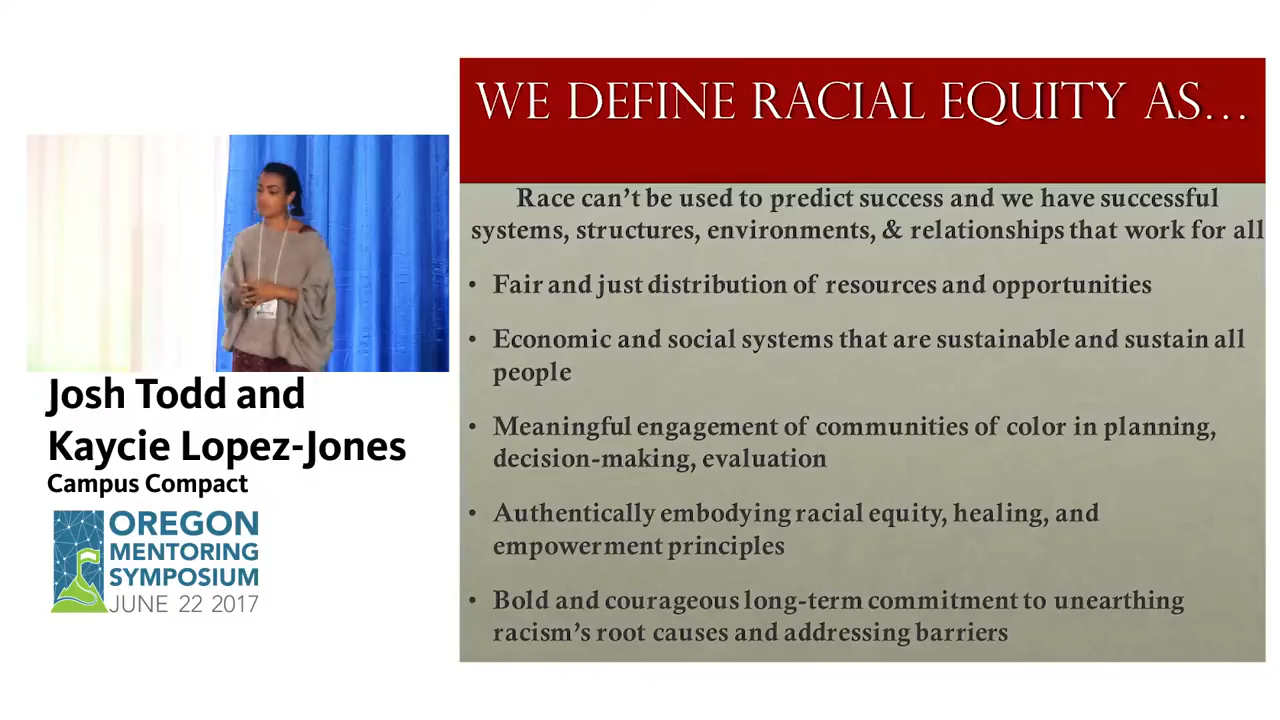 WE DEFINE RACIAL EQUITY AS...
Race can't be used to predict success and we have successful
systems, structures, environments, & relationships that work for all
• Fair and just distribution of resources and opportunities
• Economic and social systems that are sustainable and sustain all
people
• Meaningful engagement of communities of color in planning,
decision-making, evaluation
• Authentically embodying racial equity, healing, and
empowerment principles
• Bold and courageous long-term commitment to unearthing
racism's root causes and addressing barriers
Josh Todd and
Kaycie Lopez-Jones
Campus Compact
OREGON
MENTORING
SYMPOSIUM
JUNE 22 2017